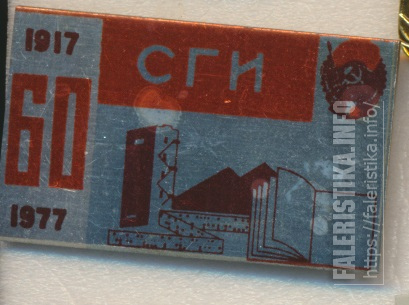 1917
СГИ
60
1977
FALERISTIKA.INFO
https://faleristika.info/